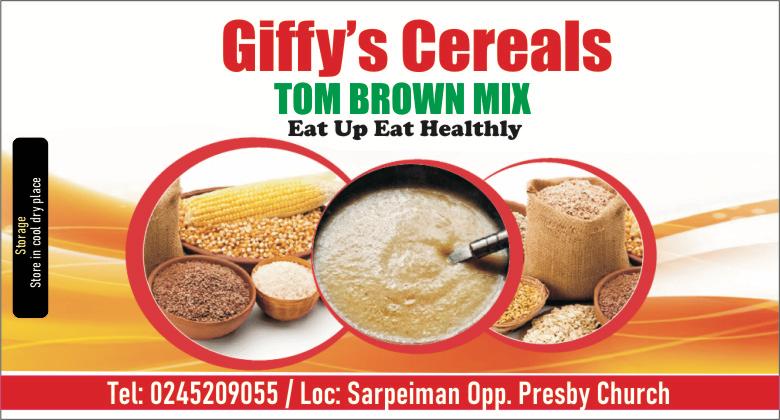 Giffy's Cereals
TOM BROWN MIX
Eat Up Eat Healthly
Storage
Store in cool dry place
Tel: 0245209055 / Loc: Sarpeiman Opp. Presby Church